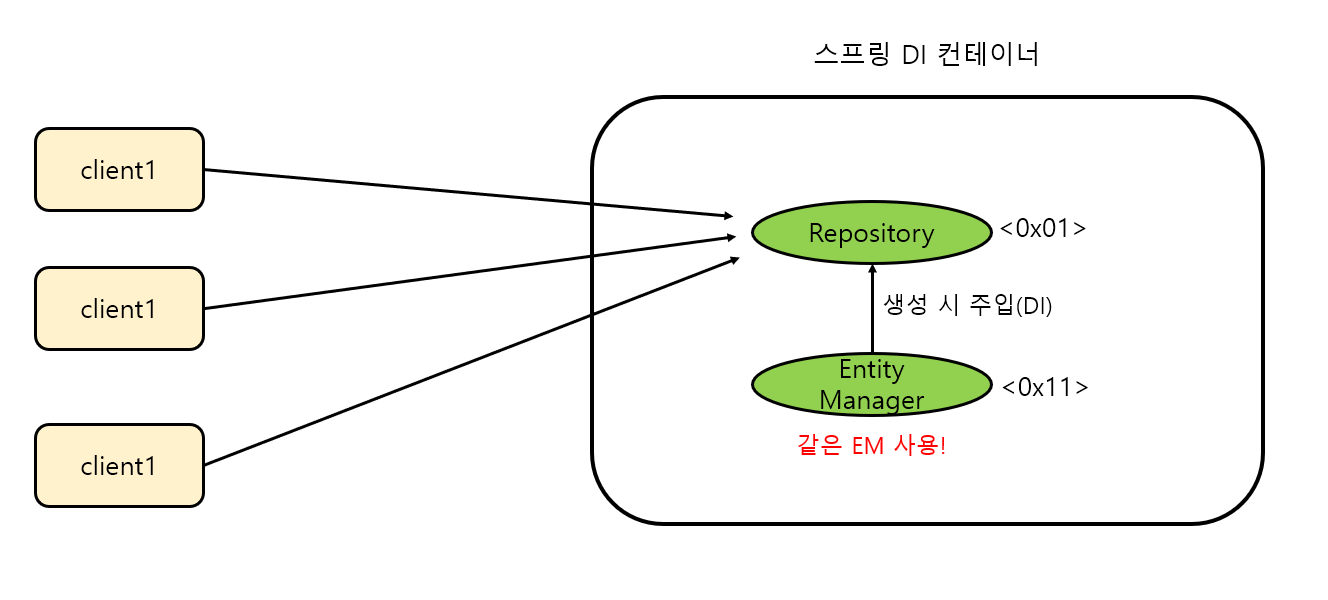 스프링 DI 컨테이너
client1
client1
client1
Repository
<0x01>
생성 시 주입(DI)
Entity
Manager
<0x11>
같은 EM 사용!